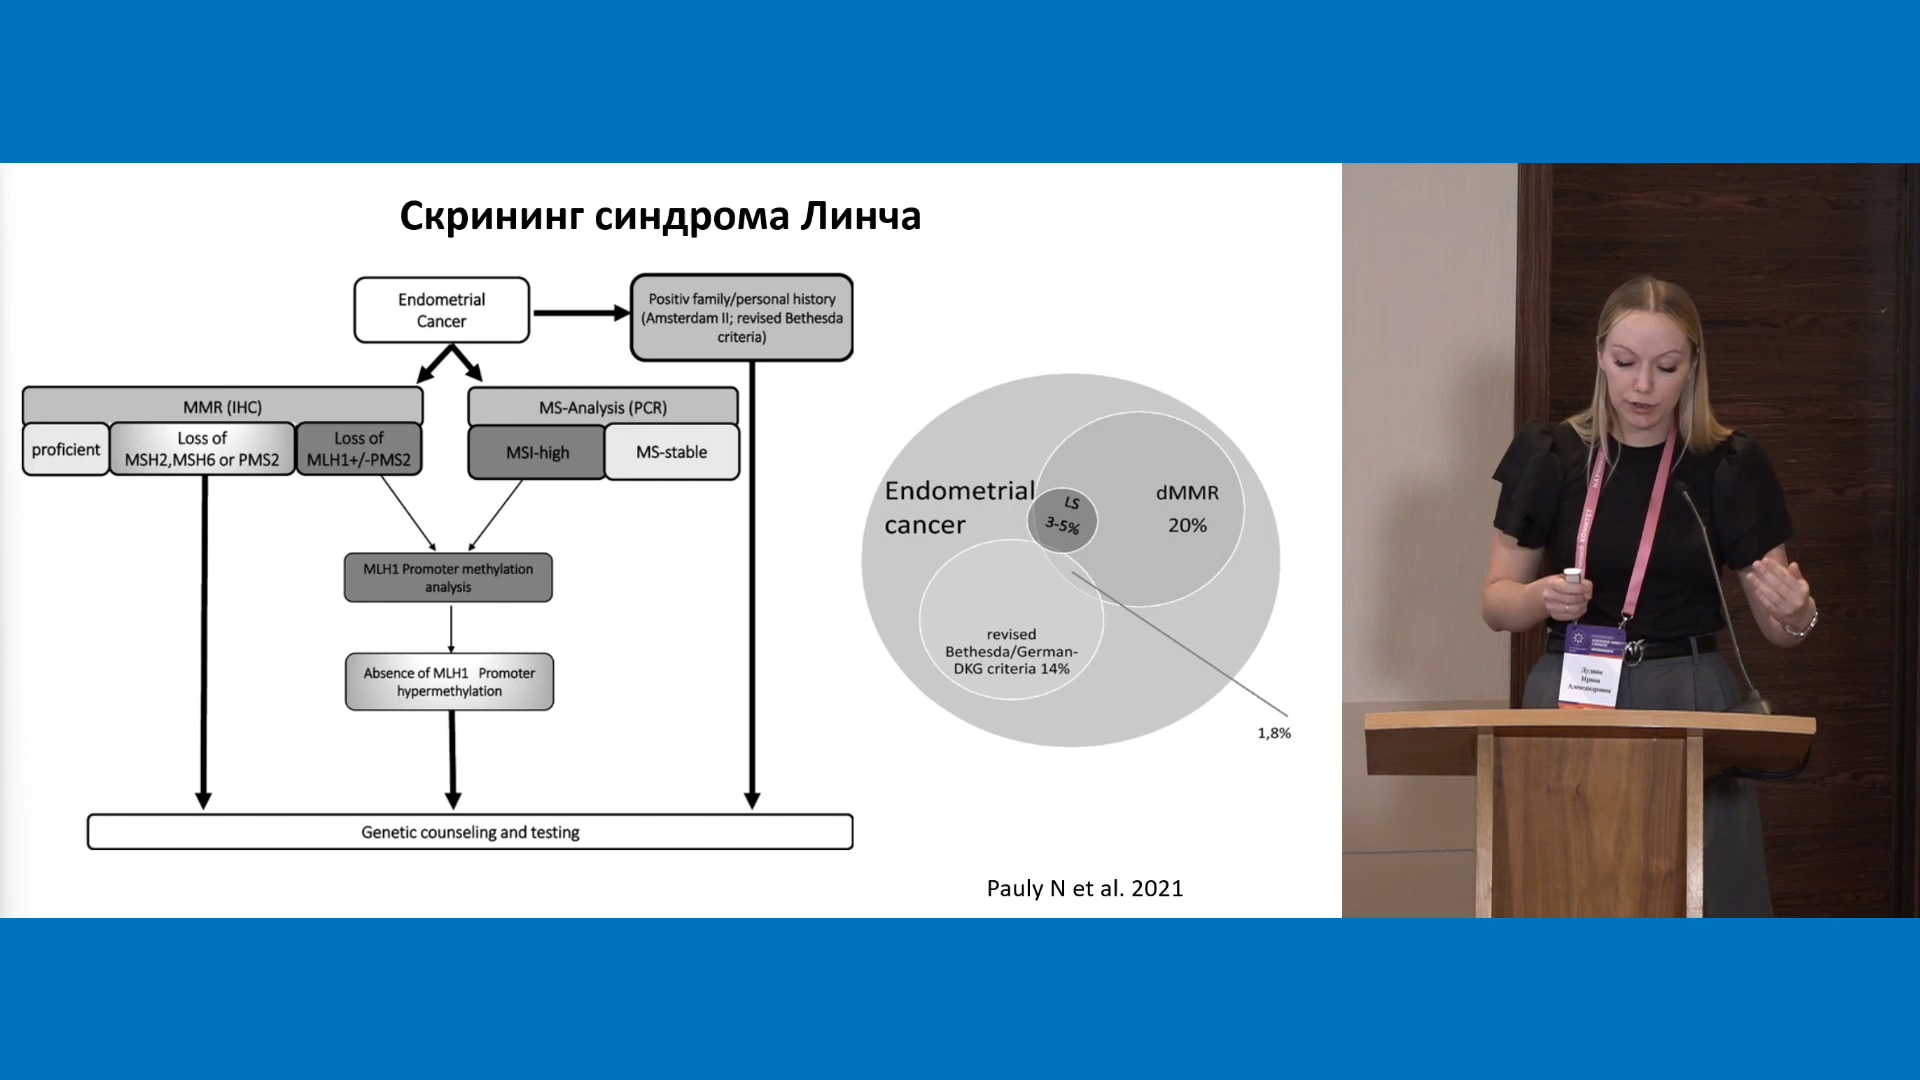 Скрининг синдрома Линча
Endometrial
Cancer
Positiv family/personal history
(Amsterdam II; revised Bethesda
criteria)
MMR (IHC)
MS-Analysis (PCR)
proficient
Loss of
MSH2,MSH6 or PMS2
Loss of
MLH1+/-PMS2
MSI-high
MS-stable
MLH1 Promoter methylation
analysis
Absence of MLH1 Promoter
hypermethylation
Genetic counseling and testing
Endometrial
cancer
LS
3-5%
dMMR
20%
revised
Bethesda/German-
DKG criteria 14%
1,8%
Pauly N et al. 2021
Ирина
Александровна